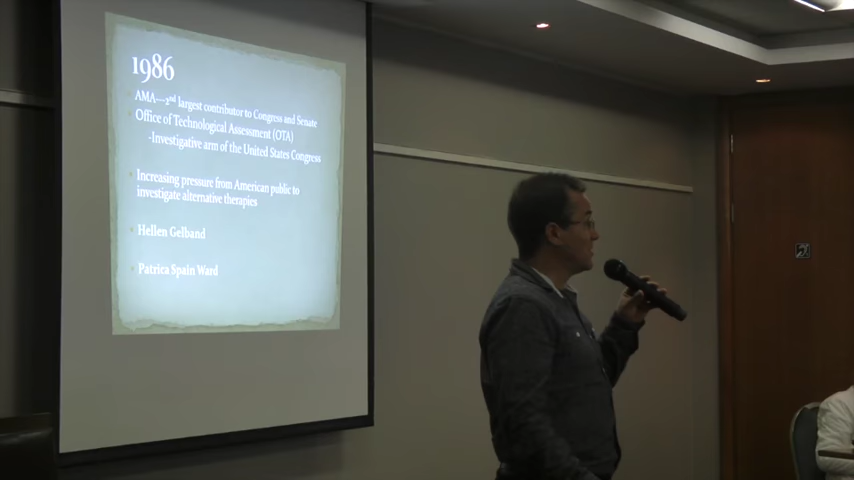 1986
AMA—2nd largest contributor to Congress and Senate
Office of Technological Assessment (OTA)
-Investigative arm of the United States Congress
Increasing pressure from American public to
investigate alternative therapies
Hellen Gelband
Patrica Spain Ward